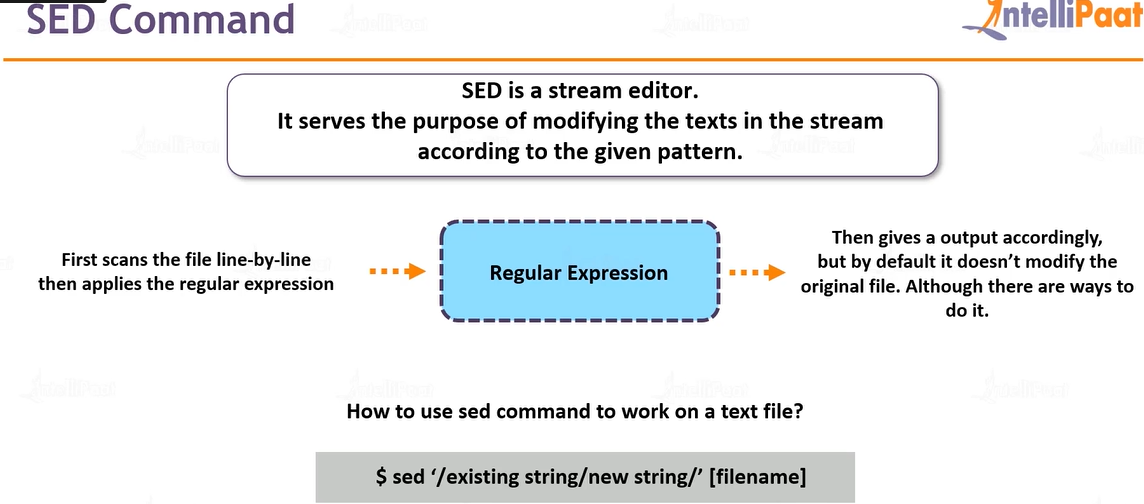 SED Command
IntelliPaat
SED is a stream editor.
It serves the purpose of modifying the texts in the stream
according to the given pattern.
First scans the file line-by-line
then applies the regular expression
Regular Expression
Then gives a output accordingly,
but by default it doesn’t modify the
original file. Although there are ways to
do it.
How to use sed command to work on a text file?
$ sed ‘/existing string/new string/’ [filename]